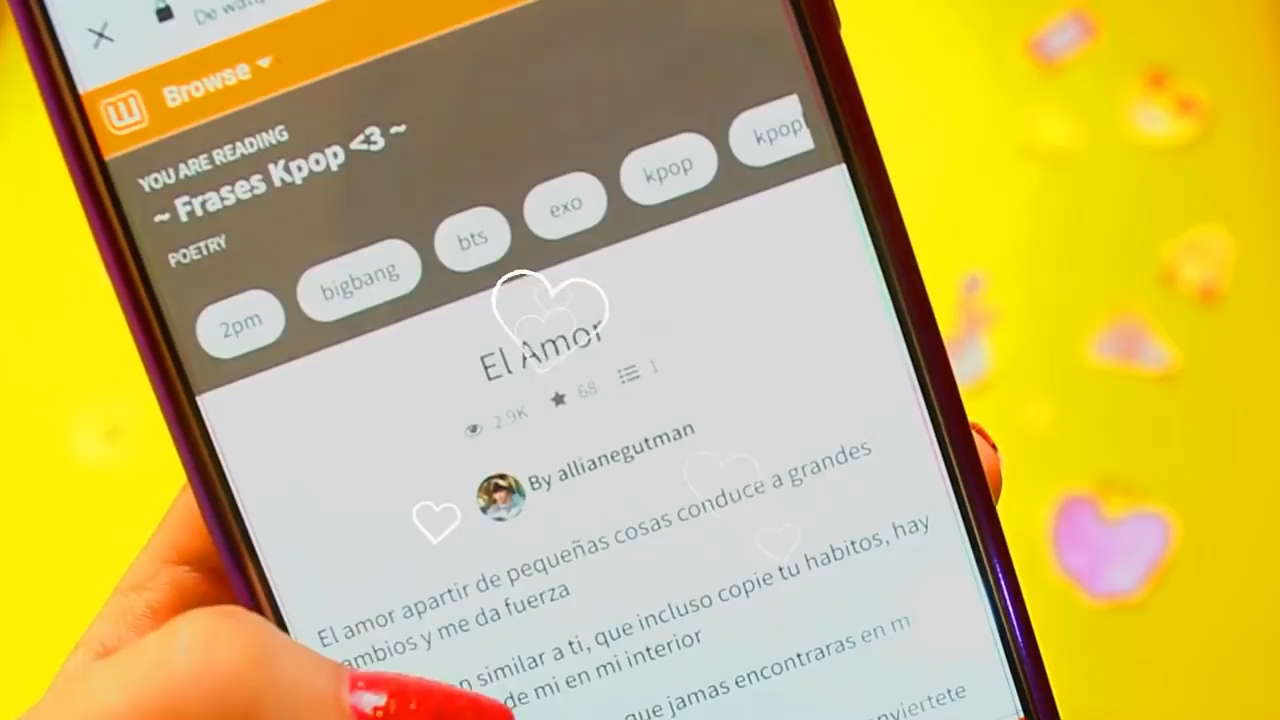 Browse
YOU ARE READING
~ Frases Kpop <3 ~
POETRY
2pm bigbang bts exo kpop kpop
El Amor
2.9K 68 1
By allianegutman
El amor apartir de pequeñas cosas conduce a grandes
ambios y me da fuerza
n similar a ti, que incluso copie tu habitos, hay
de mi en mi interior
que jamas encontraras en m
nviertete